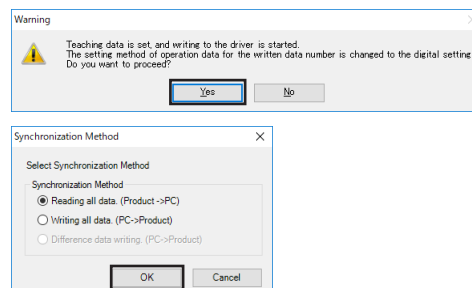 Warning
Teaching data is set, and writing to the driver is started.
The setting method of operation data for the written data number is changed to the digital setting
Do you want to proceed?
Yes No
Synchronization Method
Select Synchronization Method
Synchronization Method
Reading all data. (Product ->PC)
Writing all data. (PC->Product)
Difference data writing. (PC->Product)
OK Cancel